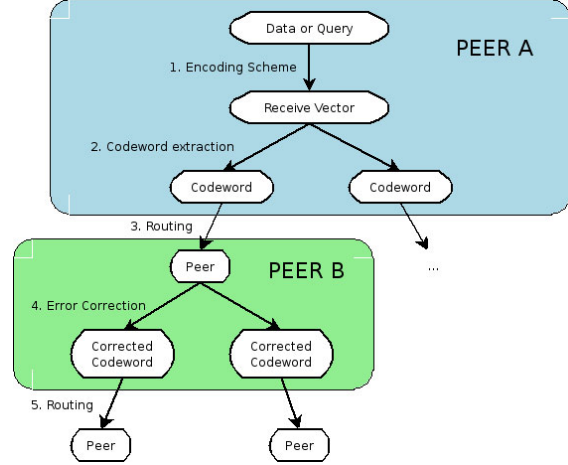 Data or Query
PEER A
1. Encoding Scheme
Receive Vector
2. Codeword extraction
Codeword
Codeword
3. Routing
Peer
PEER B
...
4. Error Correction
Corrected
Codeword
Corrected
Codeword
5. Routing
Peer
Peer